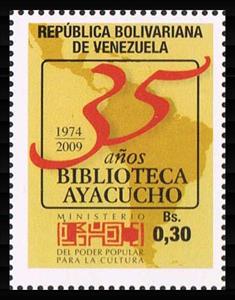 REPÚBLICA BOLIVARIANA
DE VENEZUELA
35
1974
2009
años
BIBLIOTECA
AYACUCHO
MINISTERIO
DEL PODER POPULAR
PARA LA CULTURA
Bs.
0,30